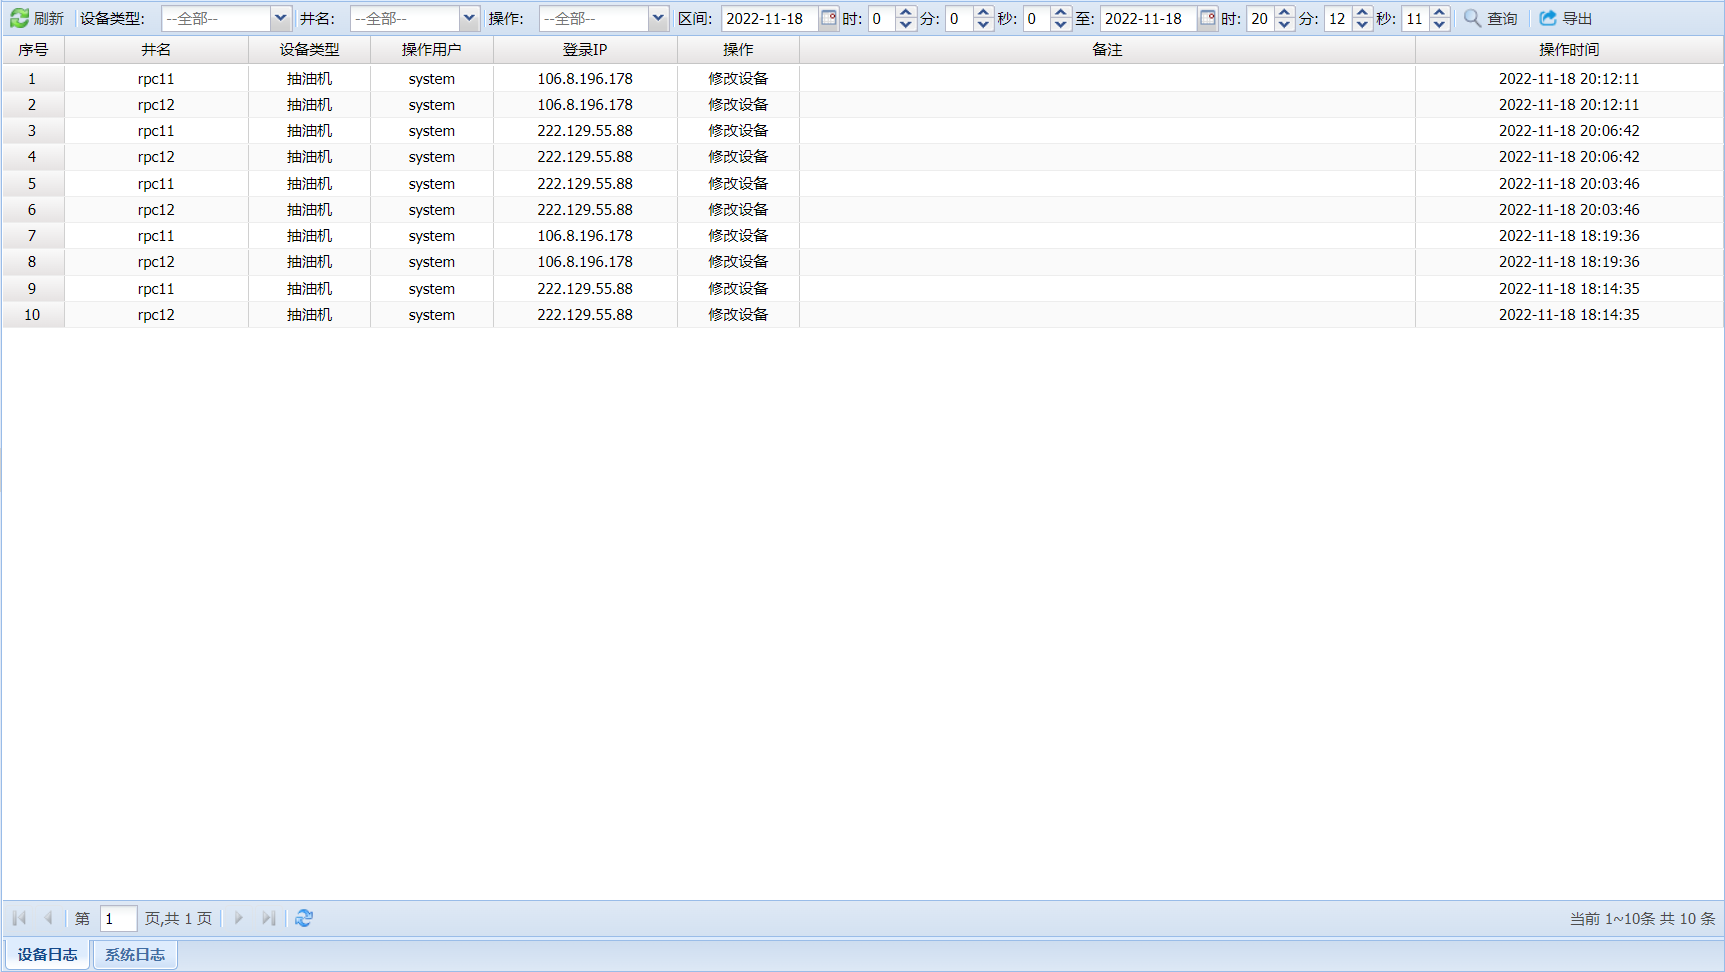 刷新 设备类型: --全部-- 井名: --全部-- 操作: --全部-- 区间: 2022-11-18 时: 0 分: 0 秒: 0 至: 2022-11-18 时: 20 分: 12 秒: 11 查询 导出
序号 井名 设备类型 操作用户 登录IP 操作 备注 操作时间
1 rpc11 抽油机 system 106.8.196.178 修改设备 2022-11-18 20:12:11
2 rpc12 抽油机 system 106.8.196.178 修改设备 2022-11-18 20:12:11
3 rpc11 抽油机 system 222.129.55.88 修改设备 2022-11-18 20:06:42
4 rpc12 抽油机 system 222.129.55.88 修改设备 2022-11-18 20:06:42
5 rpc11 抽油机 system 222.129.55.88 修改设备 2022-11-18 20:03:46
6 rpc12 抽油机 system 222.129.55.88 修改设备 2022-11-18 20:03:46
7 rpc11 抽油机 system 106.8.196.178 修改设备 2022-11-18 18:19:36
8 rpc12 抽油机 system 106.8.196.178 修改设备 2022-11-18 18:19:36
9 rpc11 抽油机 system 222.129.55.88 修改设备 2022-11-18 18:14:35
10 rpc12 抽油机 system 222.129.55.88 修改设备 2022-11-18 18:14:35
第 1 页,共 1 页 当前 1~10条 共 10 条
设备日志 系统日志